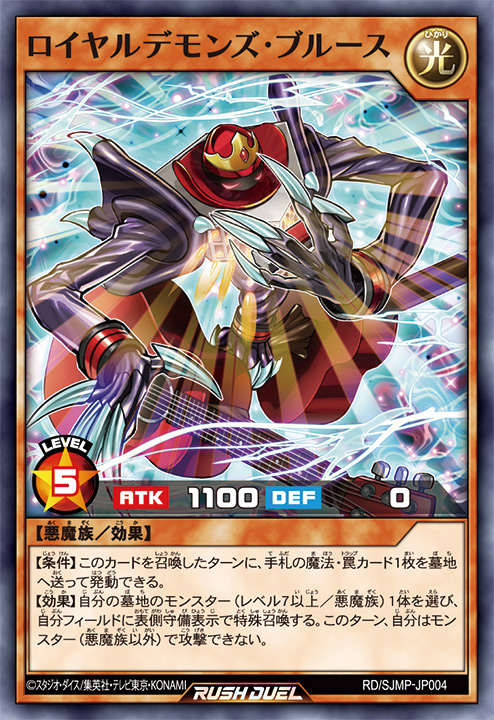 ロイヤルデモンズ・ブルース
ひかり
光
LEVEL
5
ATK 1100 DEF 0
【悪魔族／効果】
【条件】このカードを召喚したターンに、手札の魔法・罠カード1枚を墓地
へ送って発動できる。
【効果】自分の墓地のモンスター（レベル7以上／悪魔族）1体を選び、
自分フィールドに表側守備表示で特殊召喚する。このターン、自分はモン
スター（悪魔族以外）で攻撃できない。
©スタジオ・ダイス/集英社・テレビ東京・KONAMI
RUSH DUEL
RD/SJMP-JP004